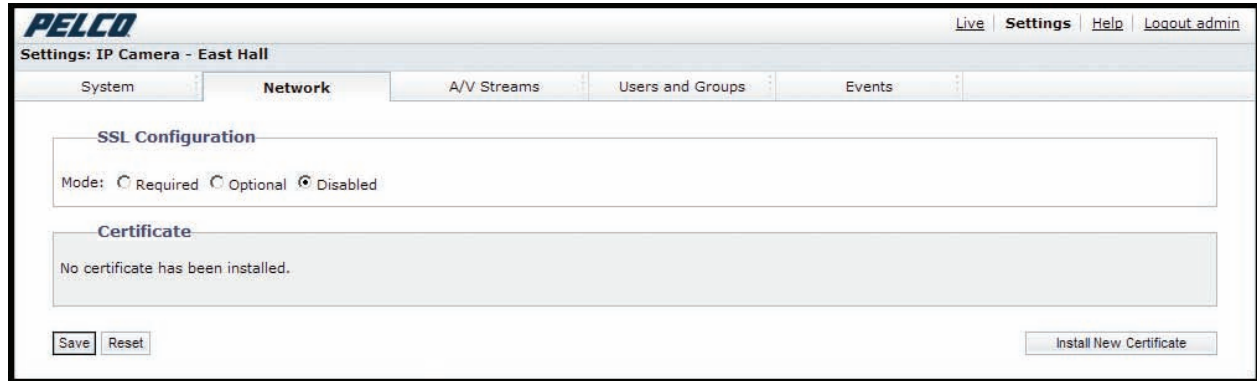 PELCO
Live Settings Help Logout admin
Settings: IP Camera - East Hall
System Network A/V Streams Users and Groups Events
SSL Configuration
Mode: Required Optional Disabled
Certificate
No certificate has been installed.
Save Reset Install New Certificate